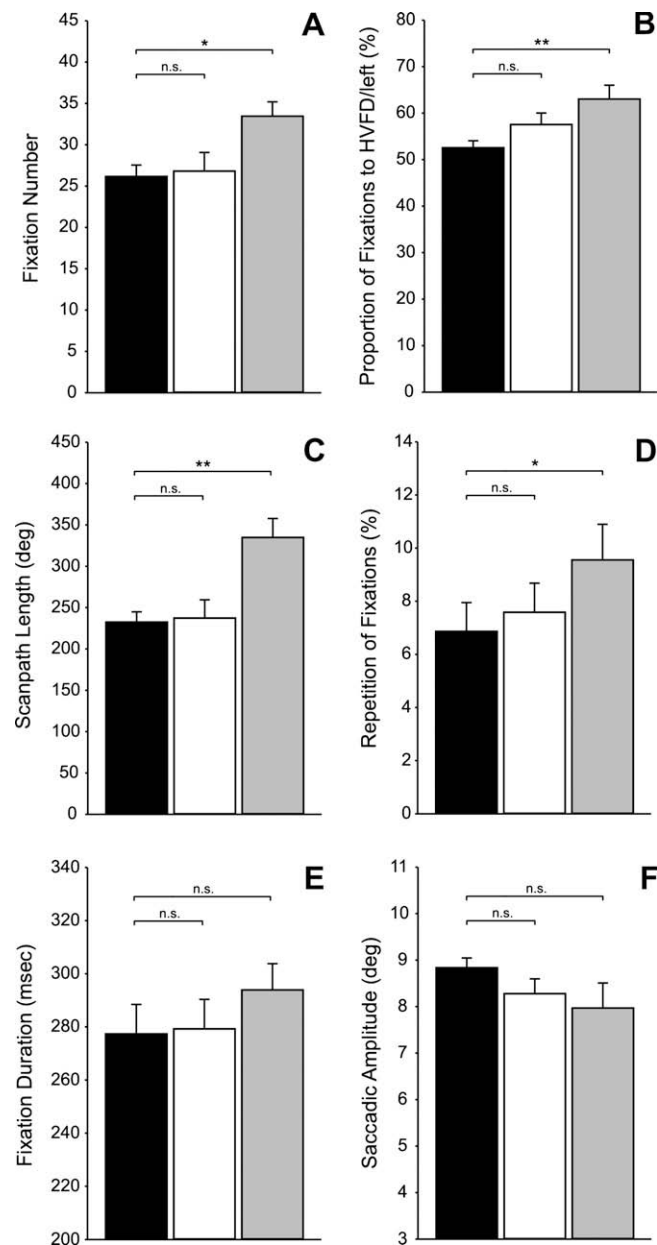 A
Fixation Number
45
40
35
30
25
20
15
10
5
0
*
n.s.
B
Proportion of Fixations to HVFD/left (%)
80
70
60
50
40
30
20
10
0
**
n.s.
C
Scanpath Length (deg)
450
400
350
300
250
200
150
100
50
0
**
n.s.
D
Repetition of Fixations (%)
14
12
10
8
6
4
2
0
*
n.s.
E
Fixation Duration (msec)
340
320
300
280
260
240
220
200
n.s.
n.s.
F
Saccadic Amplitude (deg)
11
10
9
8
7
6
5
4
3
n.s.
n.s.